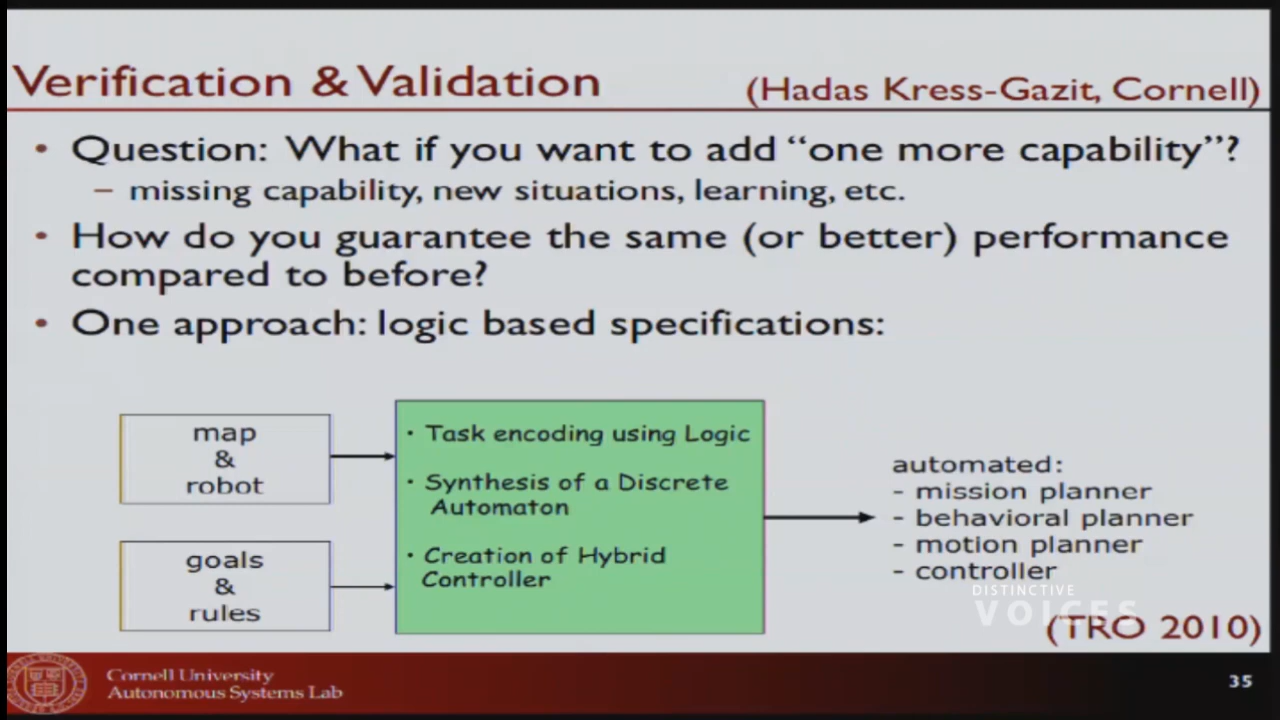 Verification & Validation
(Hadas Kress-Gazit, Cornell)
• Question: What if you want to add “one more capability”?
– missing capability, new situations, learning, etc.
• How do you guarantee the same (or better) performance
compared to before?
• One approach: logic based specifications:
map
&
robot
goals
&
rules
· Task encoding using Logic
· Synthesis of a Discrete
Automaton
· Creation of Hybrid
Controller
automated:
- mission planner
- behavioral planner
- motion planner
- controller
DISTINCTIVE
VOICES
(TRO 2010)
Cornell University
Autonomous Systems Lab
35